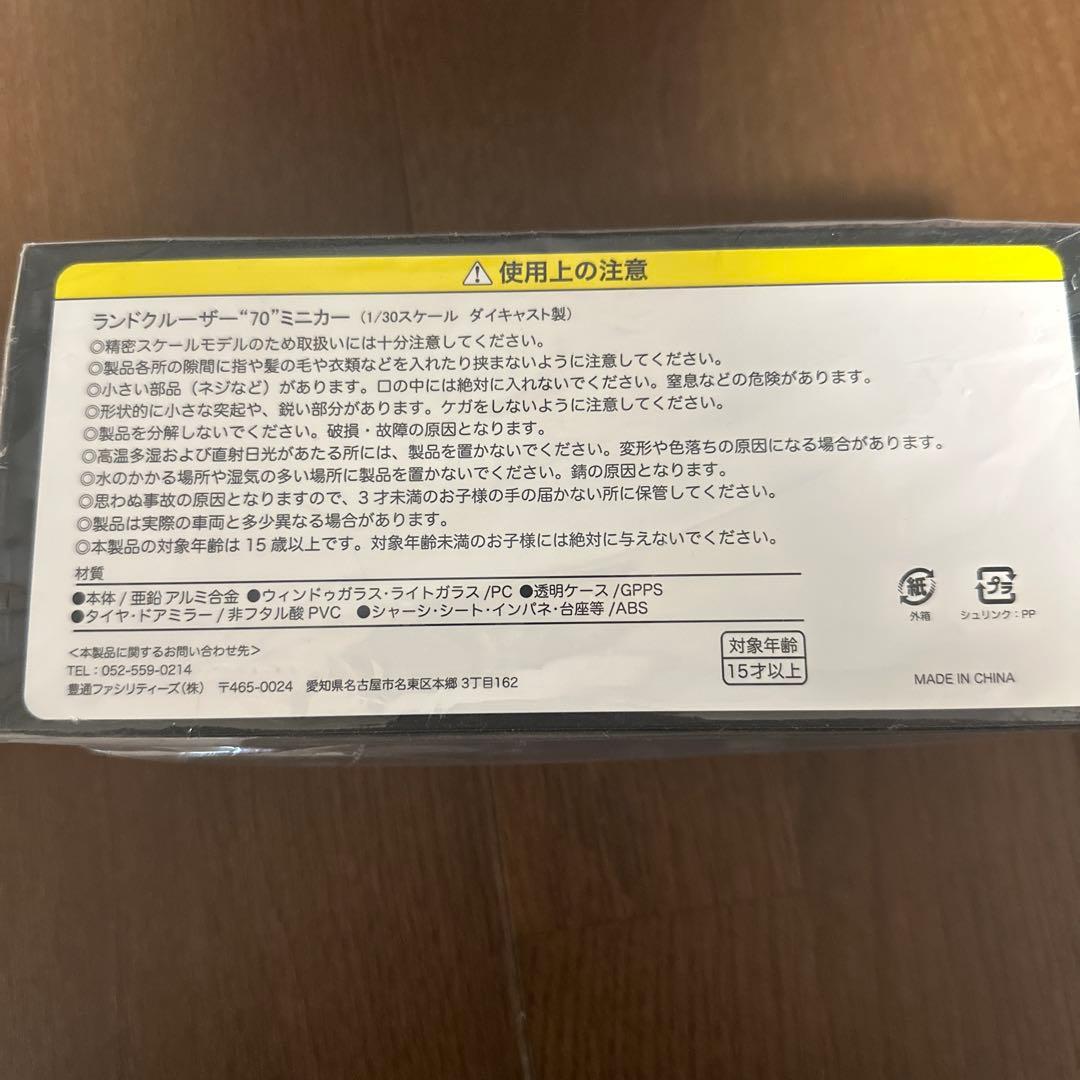 使用上の注意
ランドクルーザー“70”ミニカー（1/30スケール ダイキャスト製）
◎精密スケールモデルのため取扱いには十分注意してください。
◎製品各所の隙間に指や髪の毛や衣類などを入れたり挟まないように注意してください。
◎小さい部品（ネジなど）があります。口の中には絶対に入れないでください。窒息などの危険があります。
◎形状的に小さな突起や、鋭い部分があります。ケガをしないように注意してください。
◎製品を分解しないでください。破損・故障の原因となります。
◎高温多湿および直射日光があたる所には、製品を置かないでください。変形や色落ちの原因になる場合があります。
◎水のかかる場所や湿気の多い場所に製品を置かないでください。錆の原因となります。
◎思わぬ事故の原因となりますので、3才未満のお子様の手の届かない所に保管してください。
◎製品は実際の車両と多少異なる場合があります。
◎本製品の対象年齢は15歳以上です。対象年齢未満のお子様には絶対に与えないでください。
材質
●本体/亜鉛アルミ合金 ●ウィンドゥガラス・ライトガラス/PC ●透明ケース/GPPS
●タイヤ・ドアミラー/非フタル酸PVC ●シャーシ・シート・インパネ・台座等/ABS
紙
外箱
プラ
シュリンク：PP
＜本製品に関するお問い合わせ先＞
TEL：052-559-0214
豊通ファシリティーズ（株） 〒465-0024 愛知県名古屋市名東区本郷3丁目162
対象年齢
15才以上
MADE IN CHINA